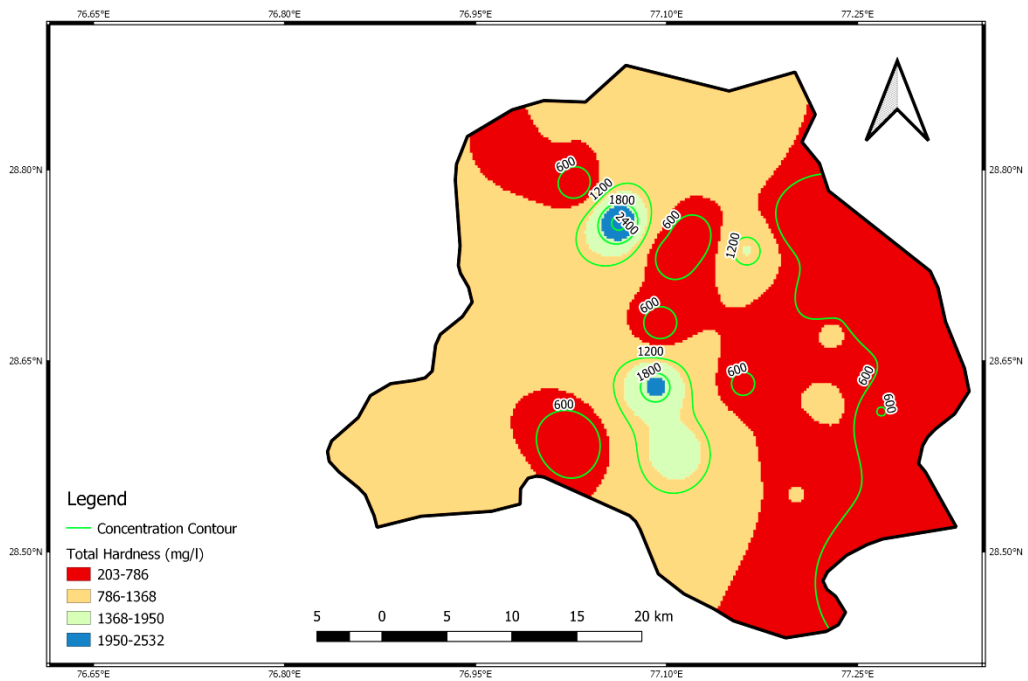 76.65°E 76.80°E 76.95°E 77.10°E 77.25°E
28.80°N 28.80°N
600
1200
1800
2400
600
1200
600
28.65°N 28.65°N
1200
1800
600
600
600
600
Legend
Concentration Contour
Total Hardness (mg/l)
203-786
786-1368
1368-1950
1950-2532
28.50°N 28.50°N
5 0 5 10 15 20 km
76.65°E 76.80°E 76.95°E 77.10°E 77.25°E